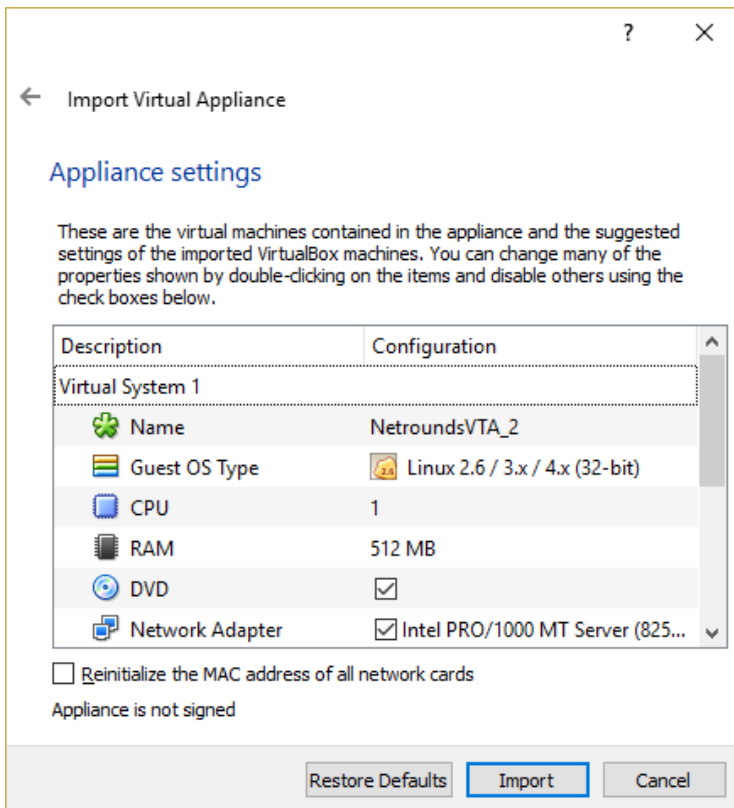 ?
Import Virtual Appliance
Appliance settings
These are the virtual machines contained in the appliance and the suggested
settings of the imported VirtualBox machines. You can change many of the
properties shown by double-clicking on the items and disable others using the
check boxes below.
Description Configuration
Virtual System 1
Name NetroundsVTA_2
Guest OS Type 2.6 Linux 2.6 / 3.x / 4.x (32-bit)
CPU 1
RAM 512 MB
DVD
Network Adapter Intel PRO/1000 MT Server (825...
Reinitialize the MAC address of all network cards
Appliance is not signed
Restore Defaults Import Cancel